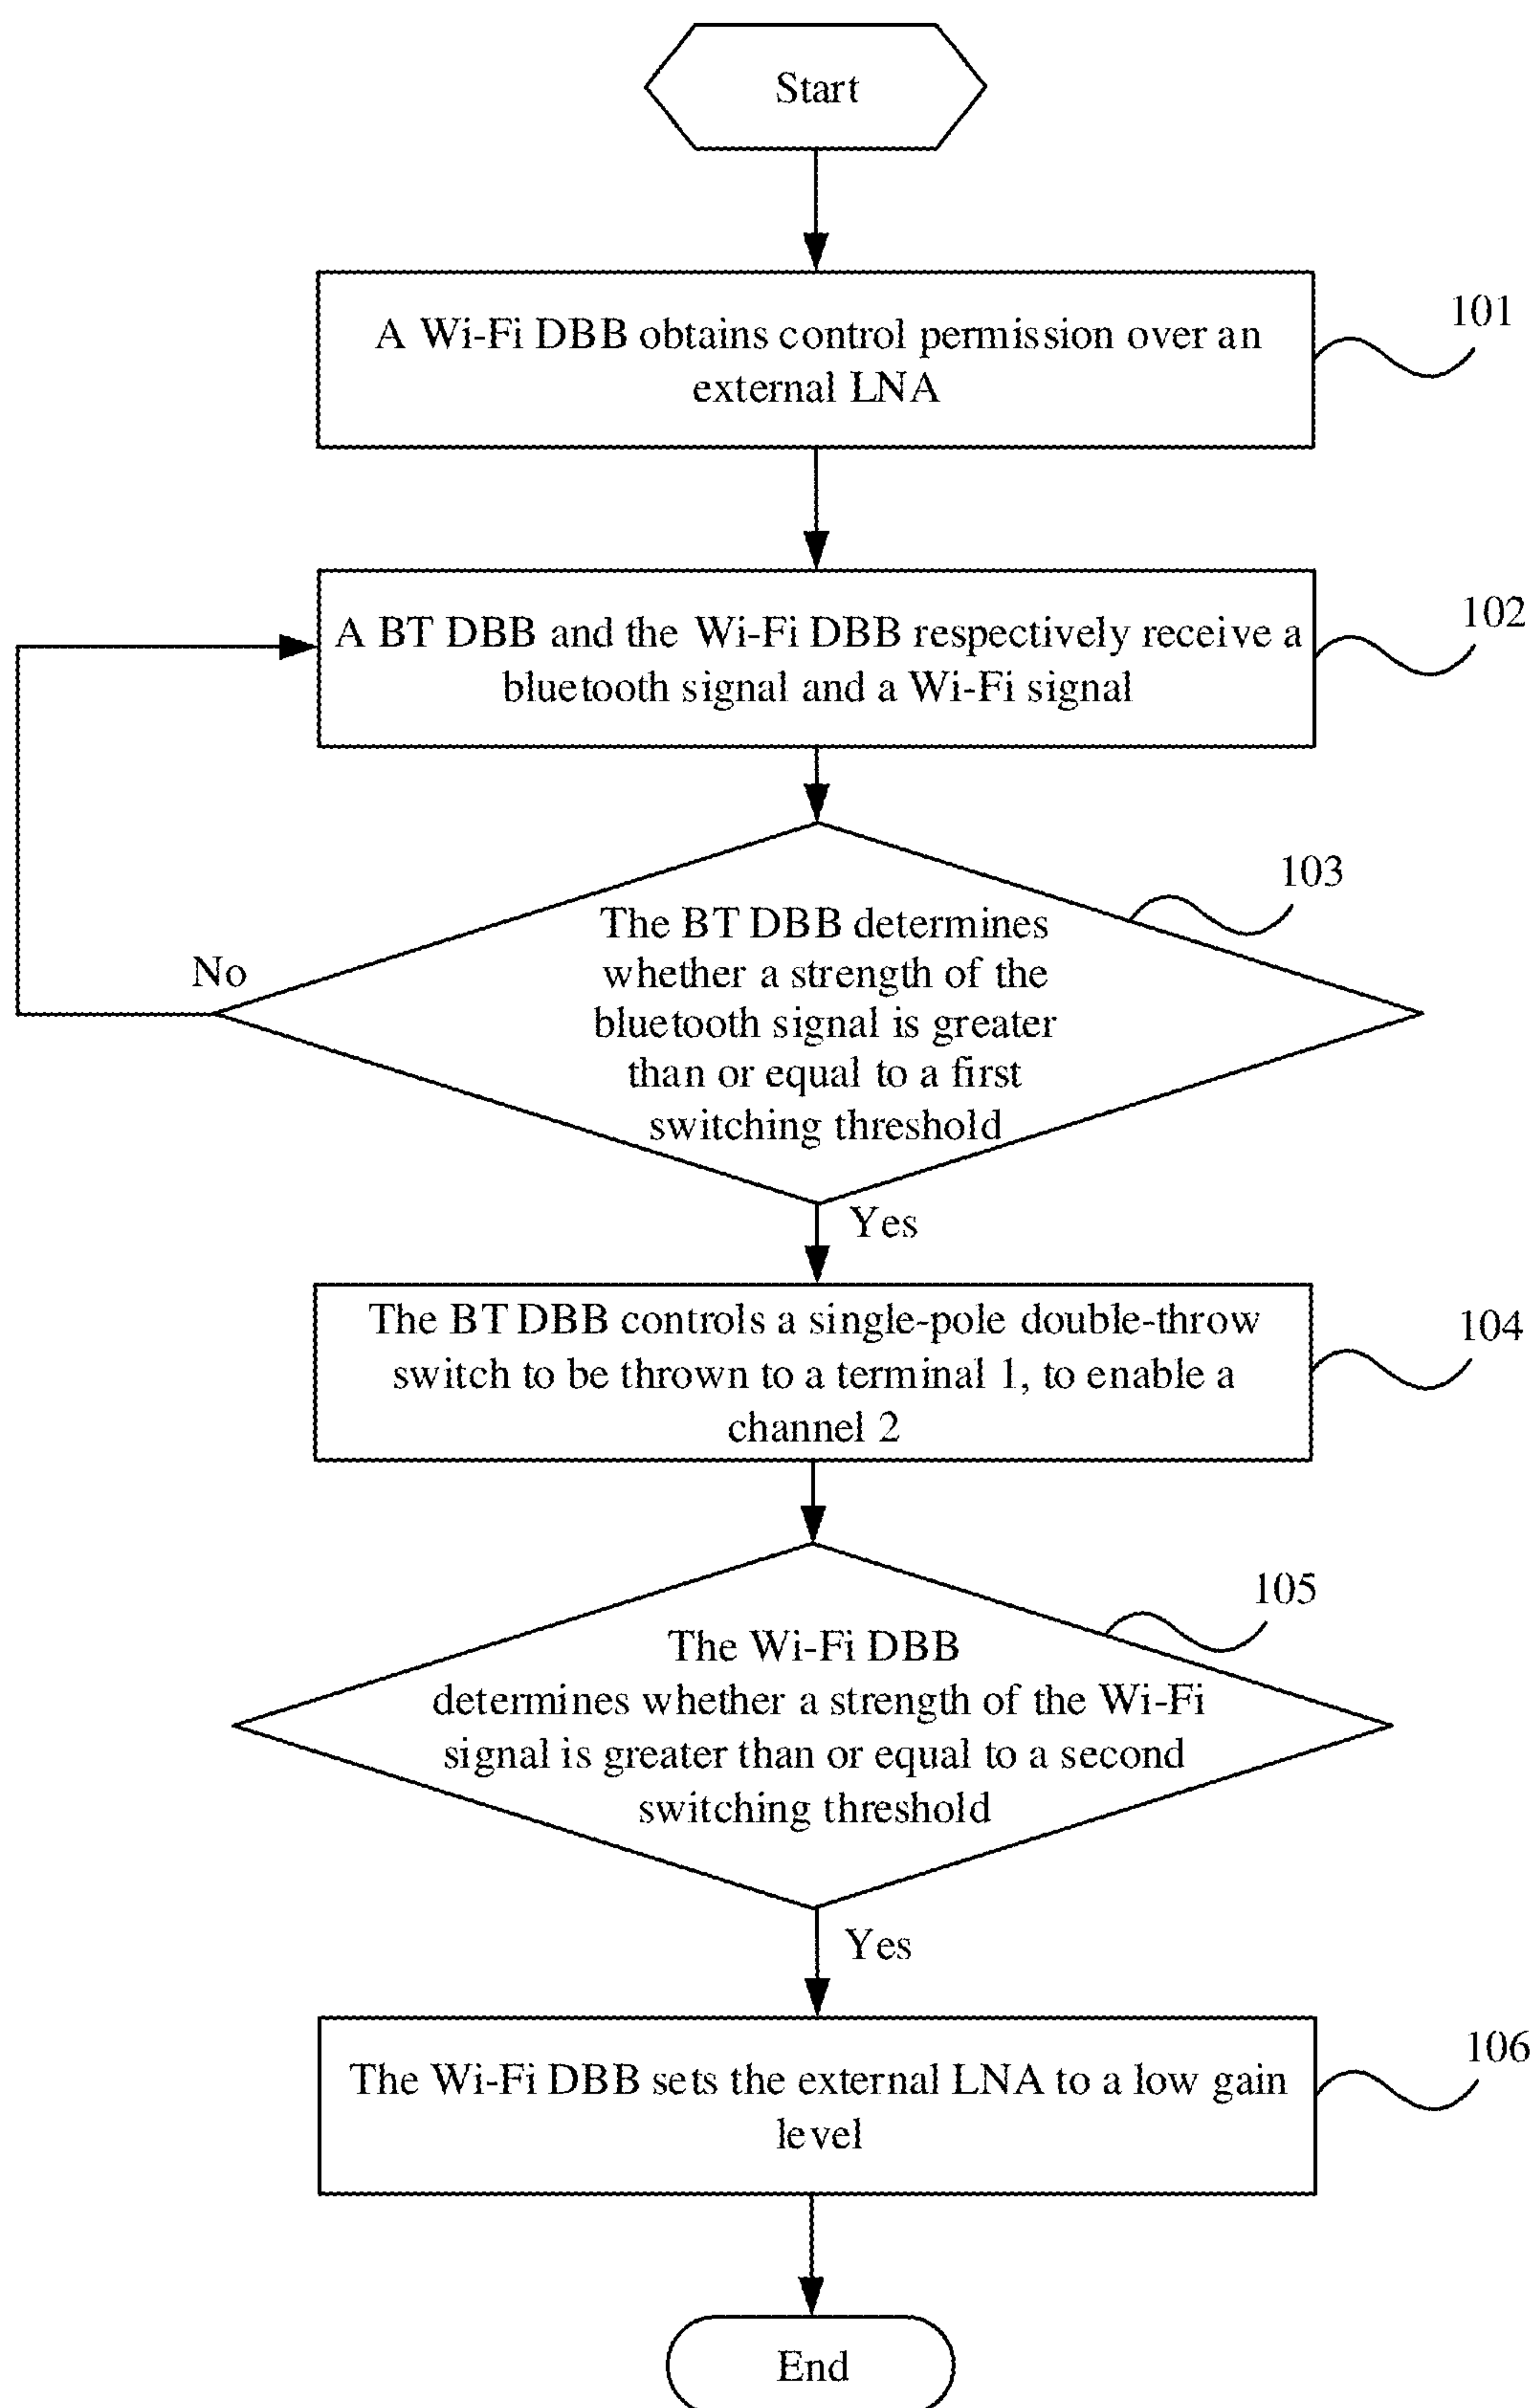 Start
A Wi-Fi DBB obtains control permission over an
external LNA
101
A BT DBB and the Wi-Fi DBB respectively receive a
bluetooth signal and a Wi-Fi signal
102
The BT DBB determines
whether a strength of the
bluetooth signal is greater
than or equal to a first
switching threshold
103
No
Yes
The BT DBB controls a single-pole double-throw
switch to be thrown to a terminal 1, to enable a
channel 2
104
The Wi-Fi DBB
determines whether a strength of the Wi-Fi
signal is greater than or equal to a second
switching threshold
105
Yes
The Wi-Fi DBB sets the external LNA to a low gain
level
106
End